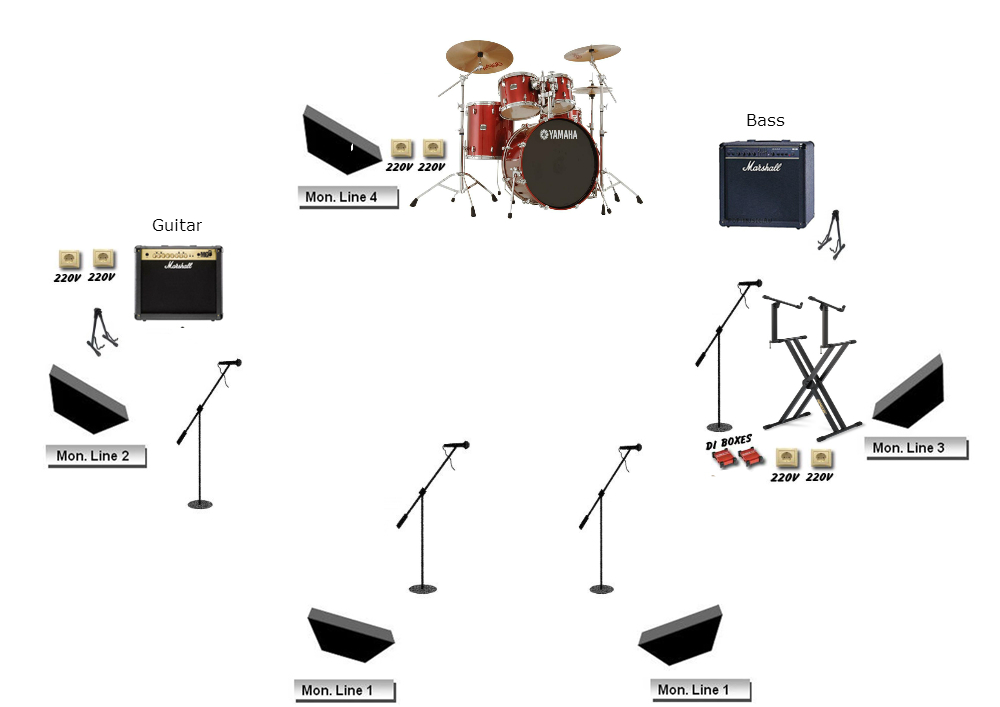 Bass
YAMAHA
Marshall
220V 220V
Mon. Line 4
Guitar
Marshall
220V 220V
Mon. Line 2
DI BOXES
Mon. Line 3
220V 220V
Mon. Line 1
Mon. Line 1